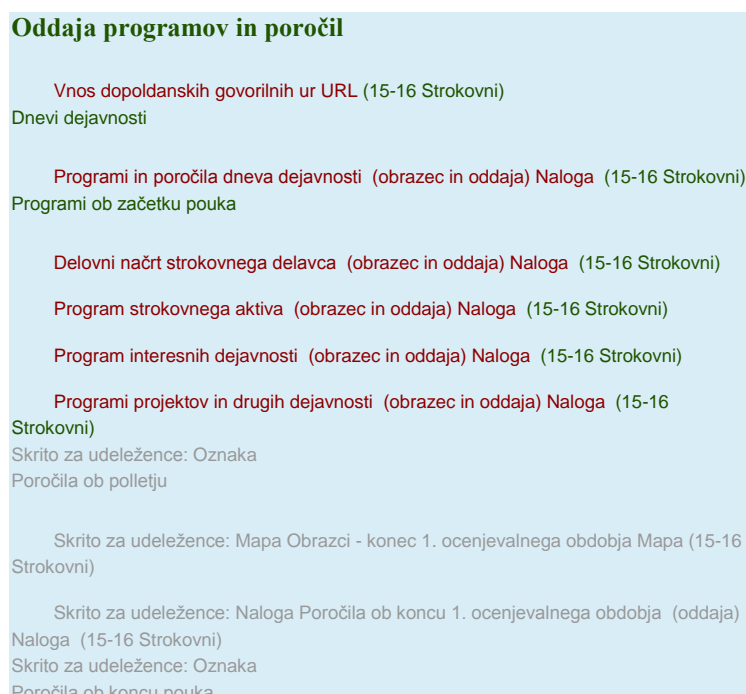 Oddaja programov in poročil
Vnos dopoldanskih govorilnih ur URL (15-16 Strokovni)
Dnevi dejavnosti
Programi in poročila dneva dejavnosti (obrazec in oddaja) Naloga (15-16 Strokovni)
Programi ob začetku pouka
Delovni načrt strokovnega delavca (obrazec in oddaja) Naloga (15-16 Strokovni)
Program strokovnega aktiva (obrazec in oddaja) Naloga (15-16 Strokovni)
Program interesnih dejavnosti (obrazec in oddaja) Naloga (15-16 Strokovni)
Programi projektov in drugih dejavnosti (obrazec in oddaja) Naloga (15-16
Strokovni)
Skrito za udeležence: Oznaka
Poročila ob polletju
Skrito za udeležence: Mapa Obrazci - konec 1. ocenjevalnega obdobja Mapa (15-16
Strokovni)
Skrito za udeležence: Naloga Poročila ob koncu 1. ocenjevalnega obdobja (oddaja)
Naloga (15-16 Strokovni)
Skrito za udeležence: Oznaka
Poročila ob koncu pouka